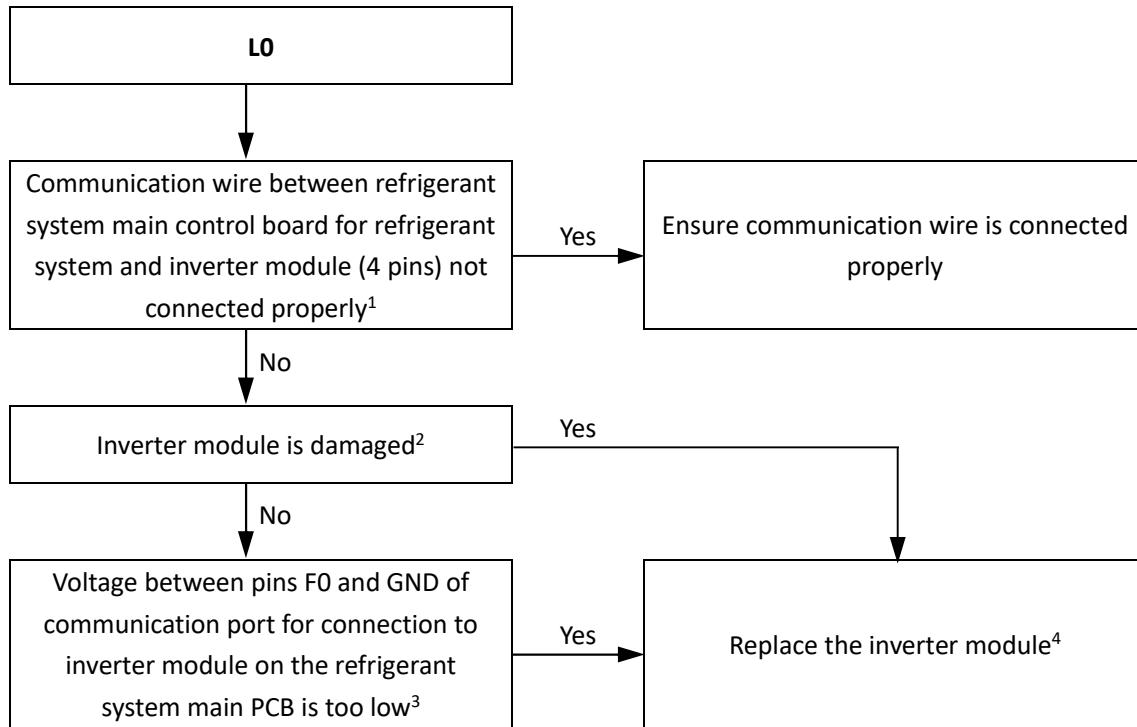 L0
Communication wire between refrigerant
system main control board for refrigerant
system and inverter module (4 pins) not
connected properly¹
Yes
Ensure communication wire is connected
properly
No
Inverter module is damaged²
Yes
No
Voltage between pins F0 and GND of
communication port for connection to
inverter module on the refrigerant
system main PCB is too low³
Yes
Replace the inverter module⁴